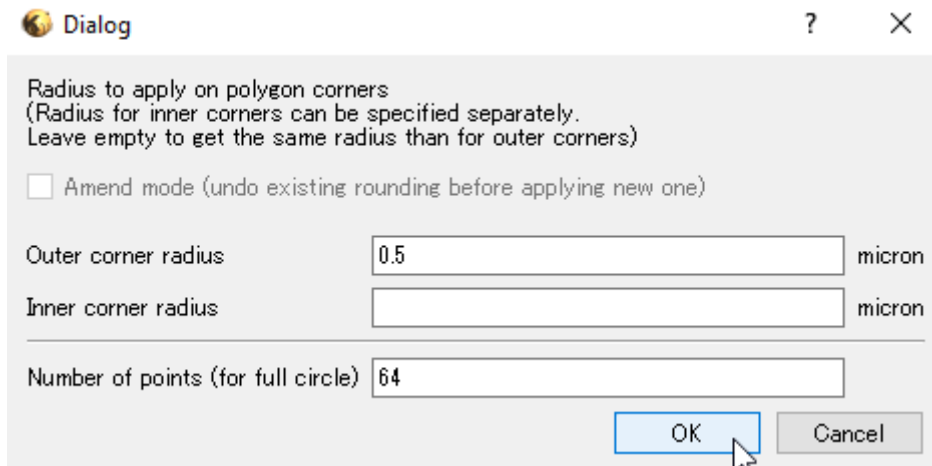 Dialog ?
Radius to apply on polygon corners
(Radius for inner corners can be specified separately.
Leave empty to get the same radius than for outer corners)
Amend mode (undo existing rounding before applying new one)
Outer corner radius 0.5 micron
Inner corner radius micron
Number of points (for full circle) 64
OK Cancel